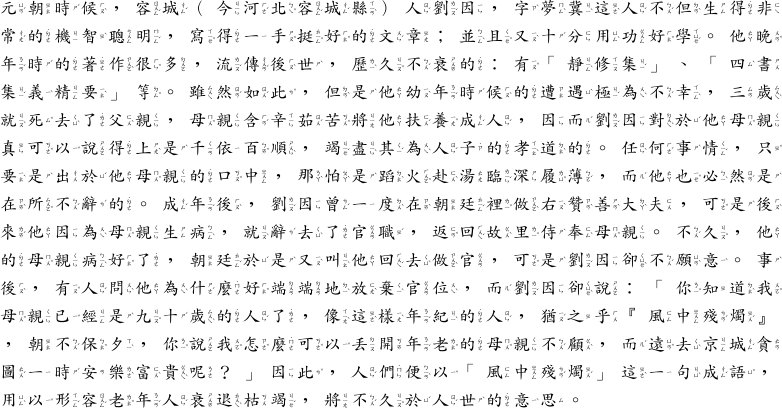 元朝時候，容城（今河北容城縣）人劉因，字夢冀這人不但生得非
常的機智聰明，寫得一手挺好的文章；並且又十分用功好學。他晚
年時的著作很多，流傳後世，歷久不衰的：有「靜修集」、「四書
集義精要」等。雖然如此，但是他幼年時候的遭遇極為不幸，三歲
就死去了父親，母親含辛茹苦將他扶養成人，因而劉因對於他母親
真可以說得上是千依百順，竭盡其為人子的孝道的。任何事情，只
要是出於他母親的口中，那怕是蹈火赴湯臨深履薄，而他也必然是
在所不辭的。成年後，劉因曾一度在朝廷裡做右贊善大夫，可是後
來他因為母親生病，就辭去了官職，返回故里侍奉母親。不久，他
的母親病好了，朝廷於是又叫他回去做官，可是劉因卻不願意。事
後，有人問他為什麼好端端地放棄官位，而劉因卻說：「你知道我
母親已經是九十歲的人了，像這樣年紀的人，猶之乎『風中殘燭』
，朝不保夕，你說我怎麼可以丟開年老的母親不顧，而遠去京城貪
圖一時安樂富貴呢？」因此，人們便以「風中殘燭」這一句成語，
用以形容老年人衰退枯竭，將不久於人世的意思。